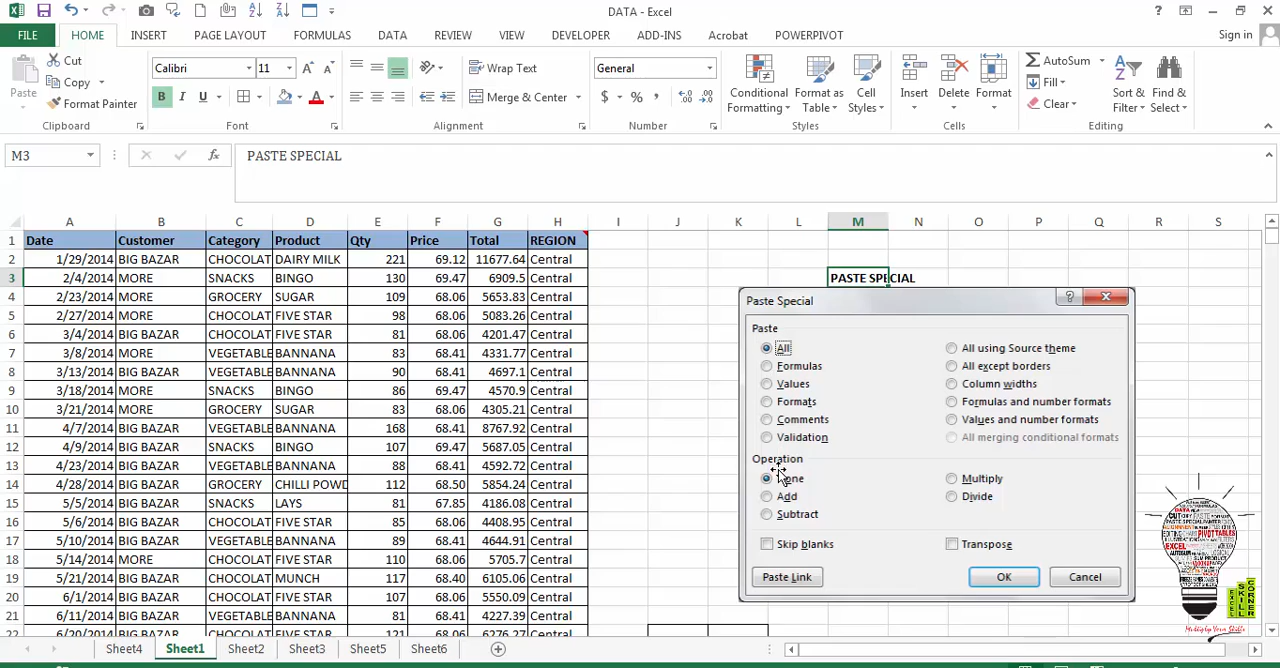 DATA - Excel
Sign in
FILE HOME INSERT PAGE LAYOUT FORMULAS DATA REVIEW VIEW DEVELOPER ADD-INS Acrobat POWERPIVOT
Paste
Cut
Copy
Format Painter
Clipboard
Calibri 11
B I U A
Font
Wrap Text
Merge & Center
Alignment
General
$ % ,
Number
Conditional Formatting
Format as Table
Cell Styles
Styles
Insert
Delete
Format
Cells
AutoSum
Fill
Clear
Sort & Filter
Find & Select
Editing
M3 fx PASTE SPECIAL
A B C D E F G H I J K L M N O P Q R S
1 Date Customer Category Product Qty Price Total REGION
2 1/29/2014 BIG BAZAR CHOCOLAT DAIRY MILK 221 69.12 11677.64 Central
3 2/4/2014 MORE SNACKS BINGO 130 69.47 6909.5 Central PASTE SPECIAL
4 2/23/2014 MORE GROCERY SUGAR 109 68.06 5653.83 Central
5 2/27/2014 MORE CHOCOLAT FIVE STAR 98 68.06 5083.26 Central
6 3/4/2014 BIG BAZAR CHOCOLAT FIVE STAR 81 68.06 4201.47 Central
7 3/8/2014 MORE VEGETABLE BANNANA 83 68.41 4331.77 Central
8 3/13/2014 BIG BAZAR VEGETABLE BANNANA 90 68.41 4697.1 Central
9 3/18/2014 MORE SNACKS BINGO 86 69.47 4570.9 Central
10 3/21/2014 MORE GROCERY SUGAR 83 68.06 4305.21 Central
11 4/7/2014 BIG BAZAR VEGETABLE BANNANA 168 68.41 8767.92 Central
12 4/9/2014 BIG BAZAR SNACKS BINGO 107 69.47 5687.05 Central
13 4/23/2014 BIG BAZAR VEGETABLE BANNANA 88 68.41 4592.72 Central
14 4/28/2014 BIG BAZAR GROCERY CHILLI POWD 112 68.50 5854.24 Central
15 5/5/2014 BIG BAZAR SNACKS LAYS 81 67.85 4186.08 Central
16 5/6/2014 BIG BAZAR CHOCOLAT FIVE STAR 85 68.06 4408.95 Central
17 5/10/2014 BIG BAZAR VEGETABLE BANNANA 89 68.41 4644.91 Central
18 5/14/2014 MORE CHOCOLAT FIVE STAR 110 68.06 5705.7 Central
19 5/21/2014 BIG BAZAR CHOCOLAT MUNCH 117 68.40 6105.06 Central
20 6/1/2014 BIG BAZAR CHOCOLAT FIVE STAR 107 68.06 5550.09 Central
21 6/11/2014 BIG BAZAR VEGETABLE BANNANA 81 68.41 4227.39 Central
22 6/20/2014 BIG BAZAR CHOCOLAT FIVE STAR 121 68.06 6276.27 Central
Paste Special
Paste
All
Formulas
Values
Formats
Comments
Validation
All using Source theme
All except borders
Column widths
Formulas and number formats
Values and number formats
All merging conditional formats
Operation
None
Add
Subtract
Multiply
Divide
Skip blanks
Transpose
Paste Link
OK
Cancel
EXCEL SKILL CORNER
Multiply Your Skills
Sheet4 Sheet1 Sheet2 Sheet3 Sheet5 Sheet6